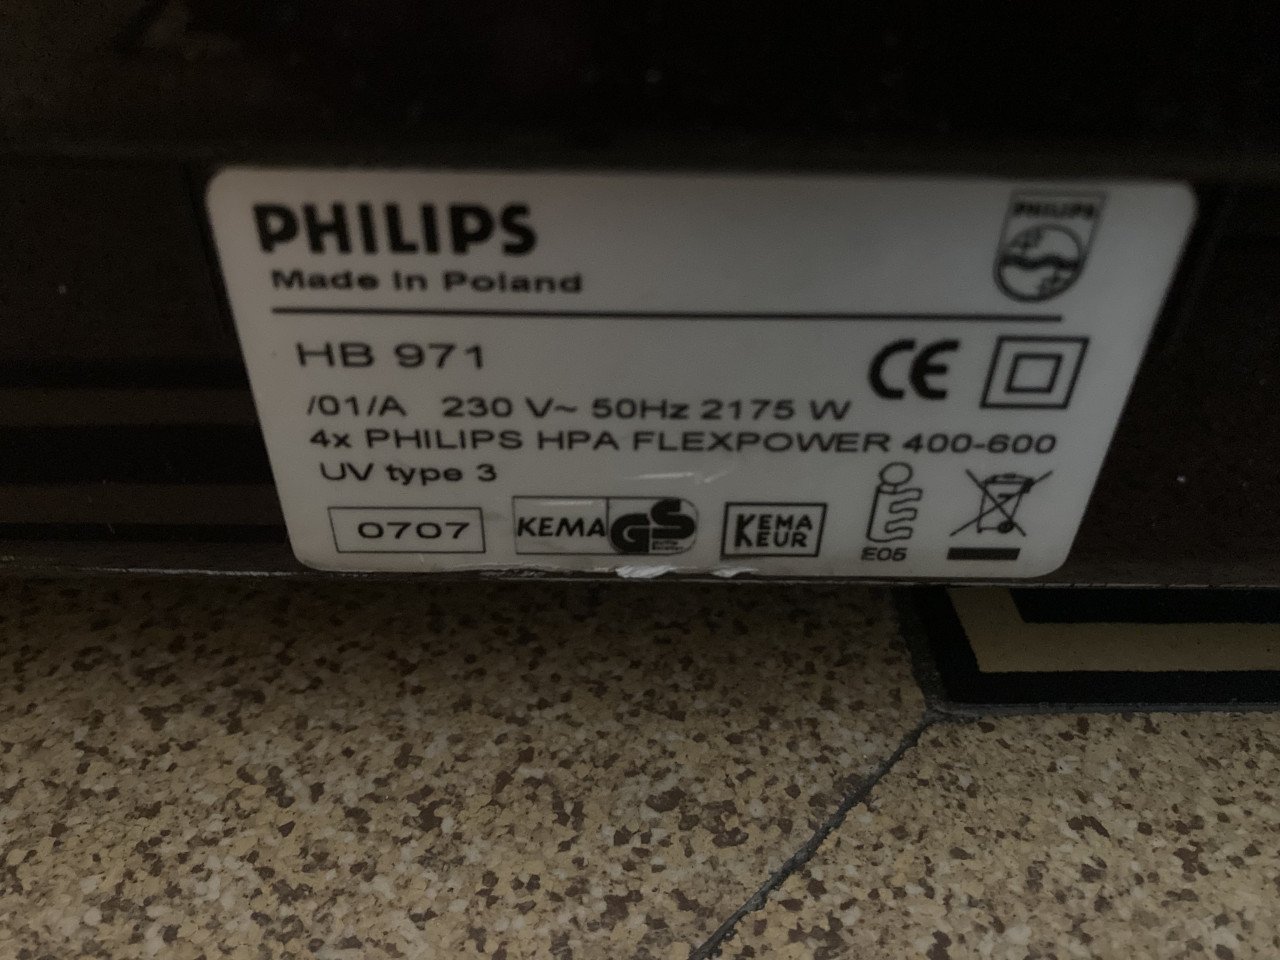 PHILIPS
PHILIPS
Made in Poland
HB 971
CE
/01/A 230 V~ 50Hz 2175 W
4x PHILIPS HPA FLEXPOWER 400-600
UV type 3
0707
KEMA GS
KEMA
KEUR
E05